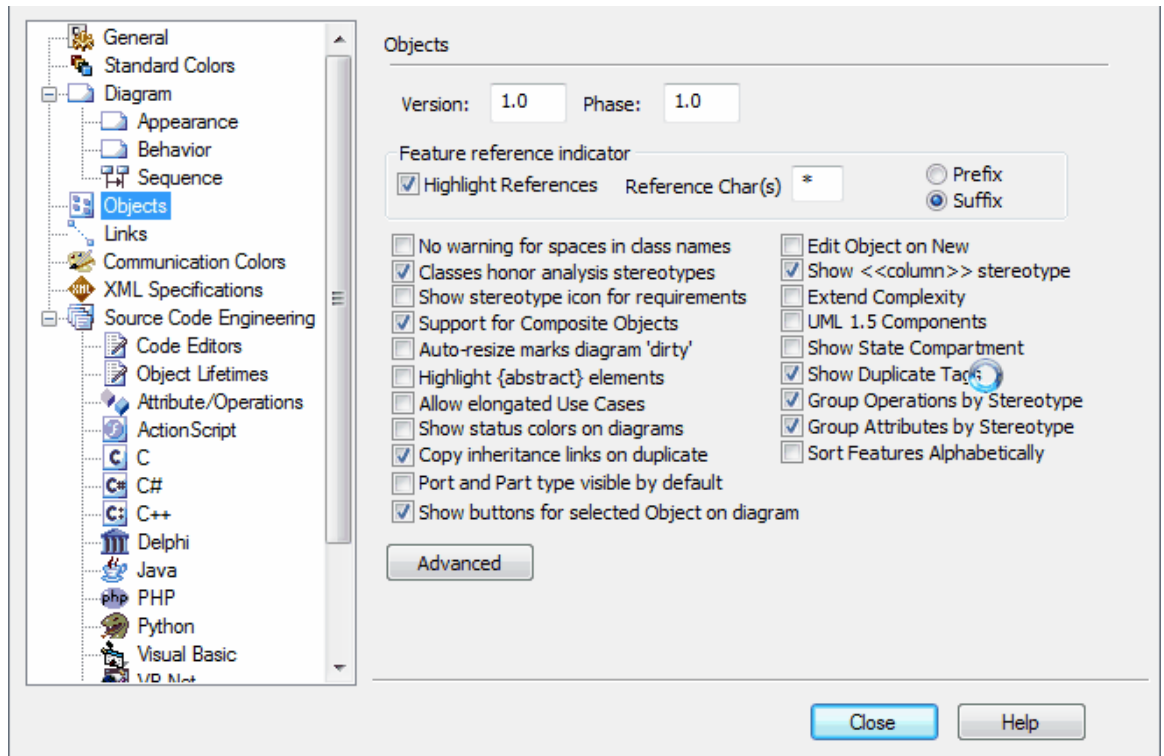 General
Standard Colors
Diagram
Appearance
Behavior
Sequence
Objects
Links
Communication Colors
XML Specifications
Source Code Engineering
Code Editors
Object Lifetimes
Attribute/Operations
ActionScript
C
C#
C++
Delphi
Java
PHP
Python
Visual Basic
VB.Net
Objects
Version: 1.0 Phase: 1.0
Feature reference indicator
Highlight References Reference Char(s) * Prefix
Suffix
No warning for spaces in class names
Classes honor analysis stereotypes
Show stereotype icon for requirements
Support for Composite Objects
Auto-resize marks diagram 'dirty'
Highlight {abstract} elements
Allow elongated Use Cases
Show status colors on diagrams
Copy inheritance links on duplicate
Port and Part type visible by default
Show buttons for selected Object on diagram
Edit Object on New
Show <<column>> stereotype
Extend Complexity
UML 1.5 Components
Show State Compartment
Show Duplicate Tags
Group Operations by Stereotype
Group Attributes by Stereotype
Sort Features Alphabetically
Advanced
Close Help